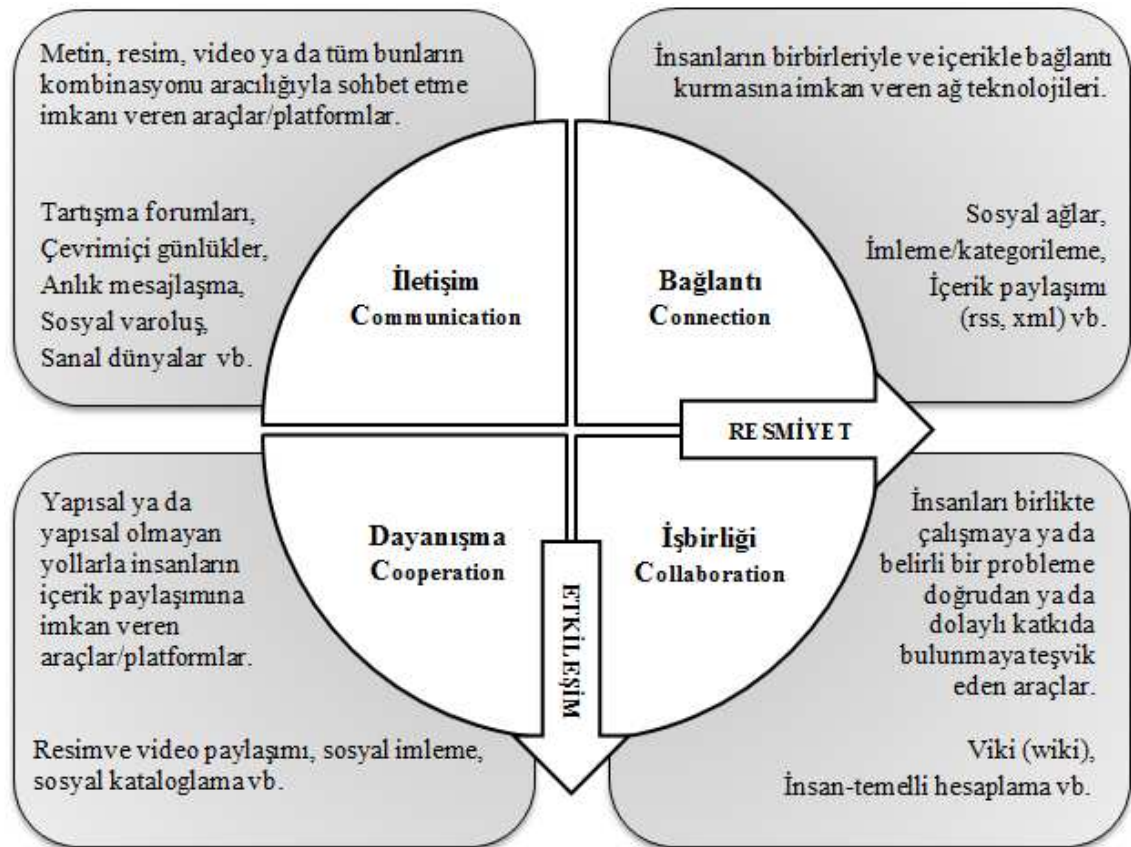 Metin, resim, video ya da tüm bunların
kombinasyonu aracılığıyla sohbet etme
imkanı veren araçlar/platformlar.
Tartışma forumları,
Çevrimiçi günlükler,
Anlık mesajlaşma,
Sosyal varoluş,
Sanal dünyalar vb.
İnsanların birbirleriyle ve içerikle bağlantı
kurmasına imkan veren ağ teknolojileri.
Sosyal ağlar,
İmleme/kategorileme,
İçerik paylaşımı
(rss, xml) vb.
İletişim
Communication
Bağlantı
Connection
RESMİYET
Yapısal ya da
yapısal olmayan
yollarla insanların
içerik paylaşımına
imkan veren
araçlar/platformlar.
Resimve video paylaşımı, sosyal imleme,
sosyal kataloglama vb.
Dayanışma
Cooperation
İşbirliği
Collaboration
ETKİLEŞİM
İnsanları birlikte
çalışmaya ya da
belirli bir probleme
doğrudan ya da
dolaylı katkıda
bulunmaya teşvik
eden araçlar.
Viki (wiki),
İnsan-temelli hesaplama vb.